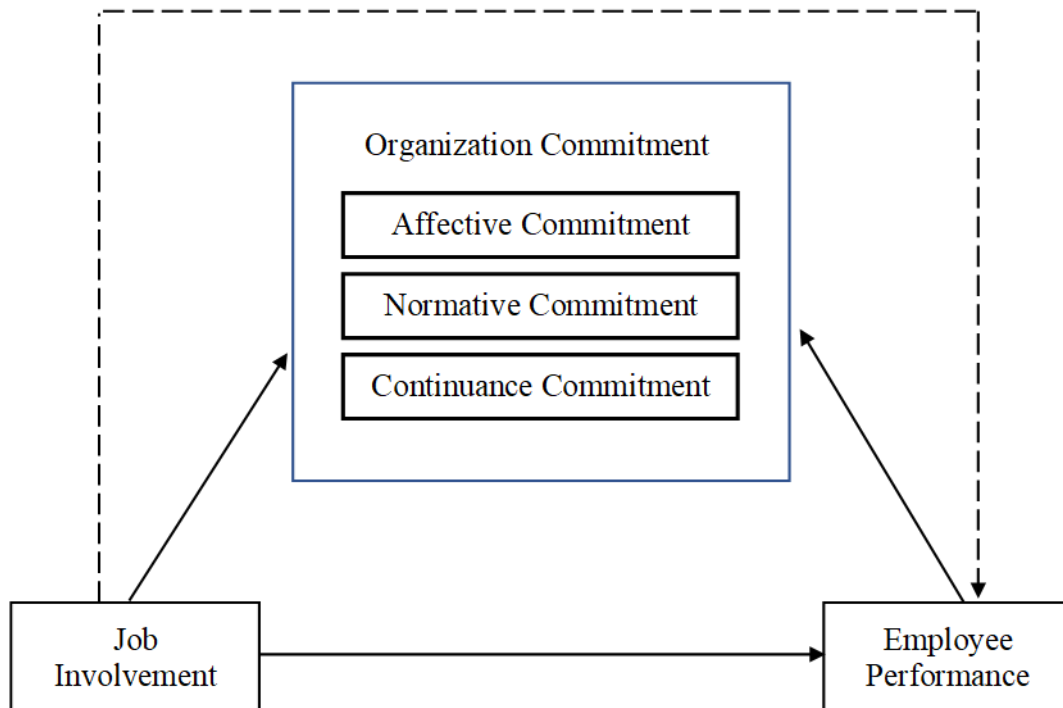 Organization Commitment
Affective Commitment
Normative Commitment
Continuance Commitment
Job
Involvement
Employee
Performance